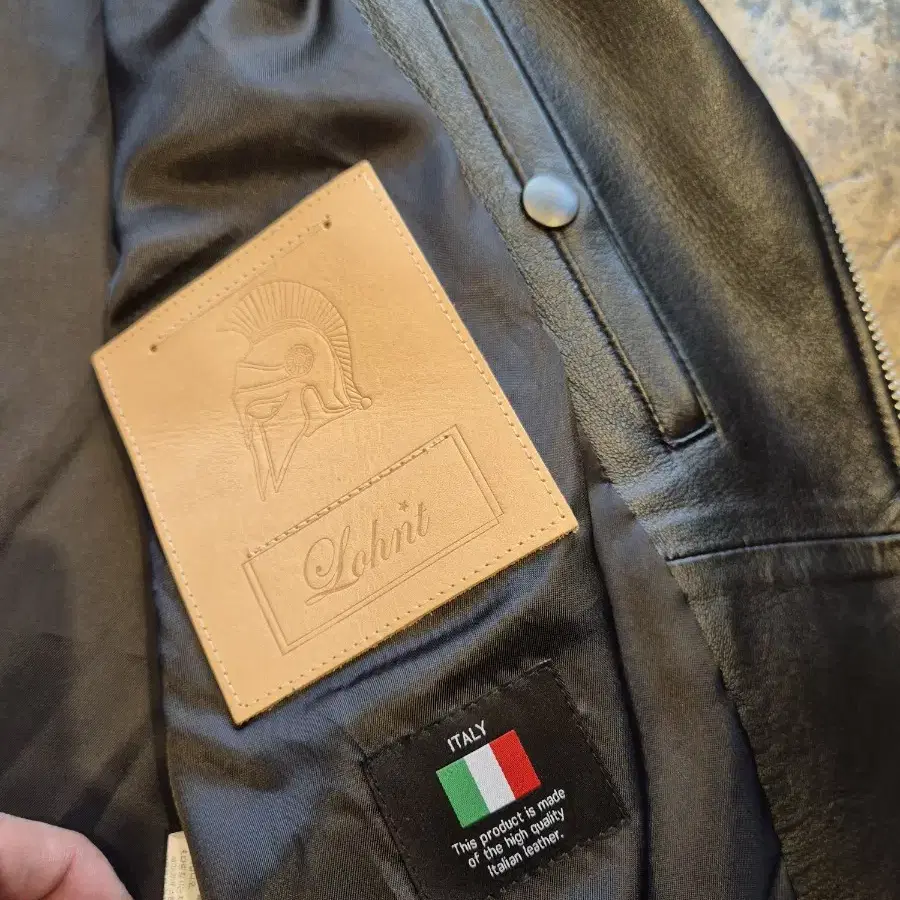 Lohnt
ITALY
This product is made
of the high quality
Italian leather.